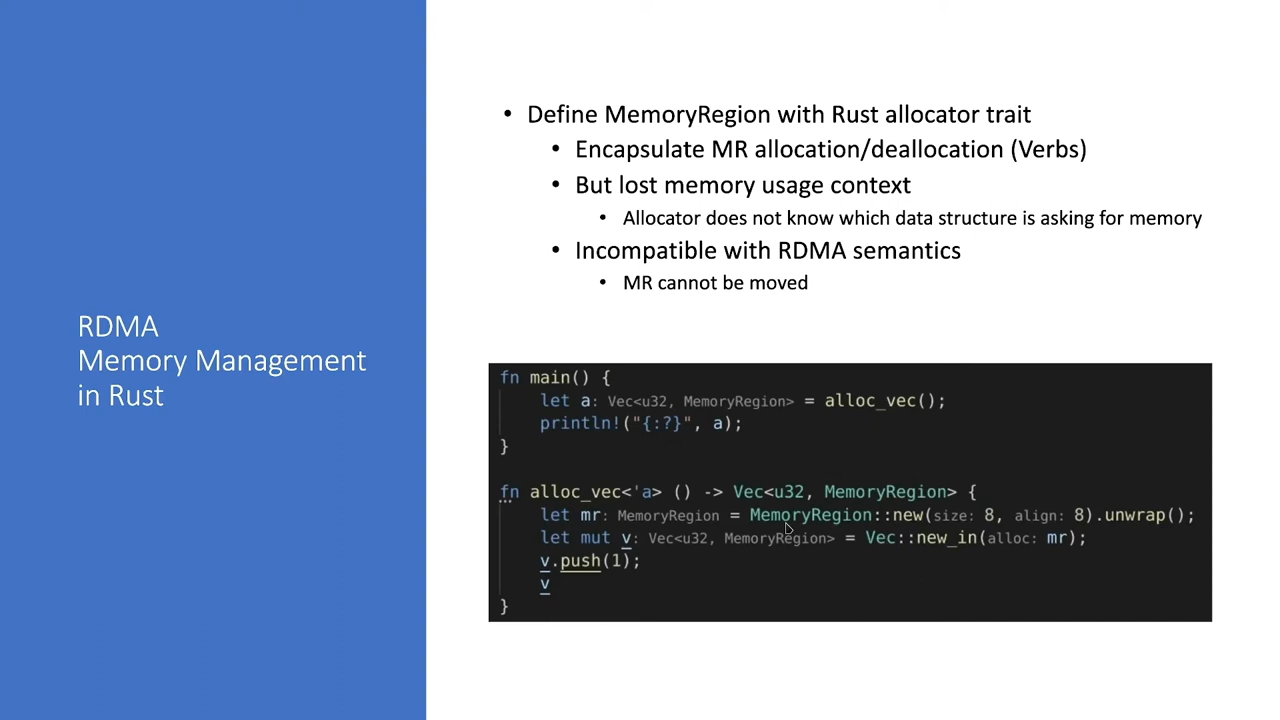 RDMA
Memory Management
in Rust
• Define MemoryRegion with Rust allocator trait
• Encapsulate MR allocation/deallocation (Verbs)
• But lost memory usage context
• Allocator does not know which data structure is asking for memory
• Incompatible with RDMA semantics
• MR cannot be moved
fn main() {
let a: Vec<u32, MemoryRegion> = alloc_vec();
println!("{:?}", a);
}
fn alloc_vec<'a> () -> Vec<u32, MemoryRegion> {
let mr: MemoryRegion = MemoryRegion::new(size: 8, align: 8).unwrap();
let mut v: Vec<u32, MemoryRegion> = Vec::new_in(alloc: mr);
v.push(1);
v
}